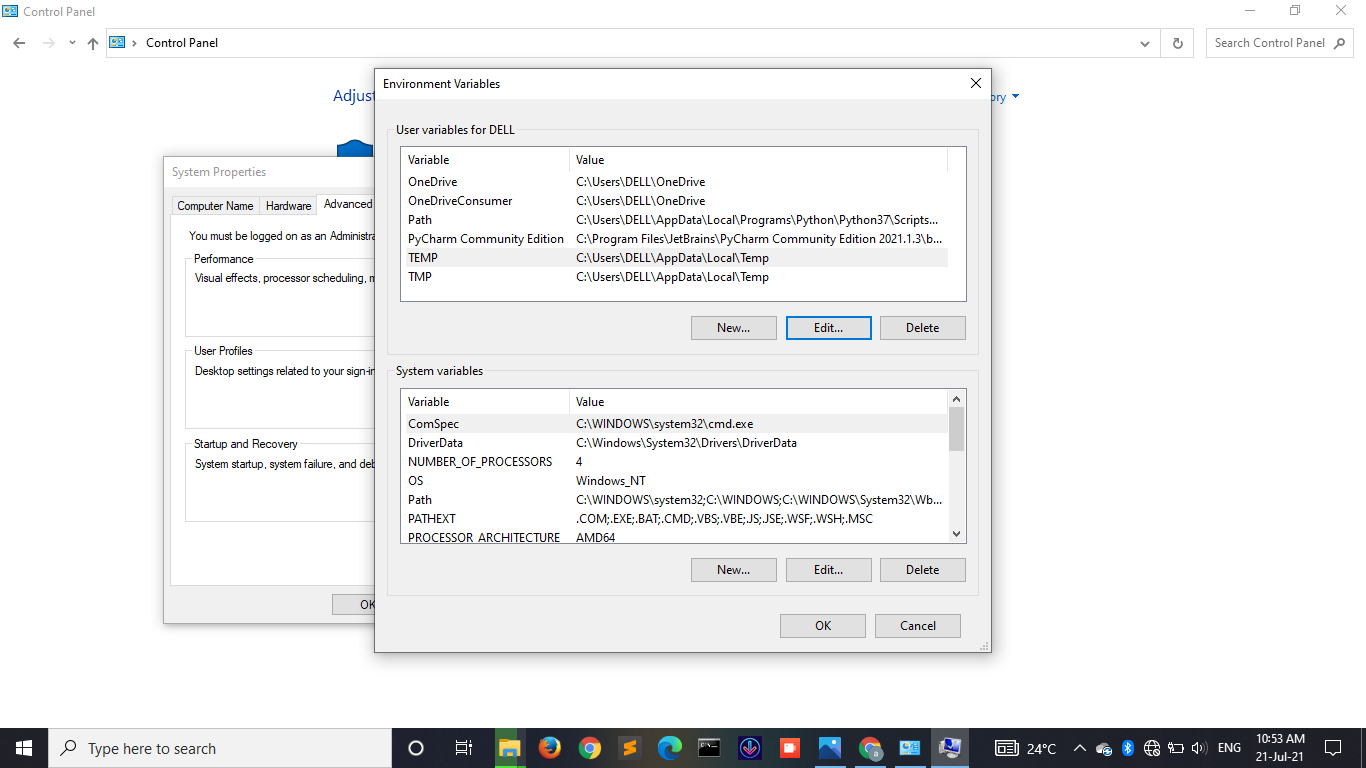 Control Panel
Control Panel
Search Control Panel
Adjust
ory
Environment Variables
User variables for DELL
Variable Value
OneDrive C:\Users\DELL\OneDrive
OneDriveConsumer C:\Users\DELL\OneDrive
Path C:\Users\DELL\AppData\Local\Programs\Python\Python37\Scripts...
PyCharm Community Edition C:\Program Files\JetBrains\PyCharm Community Edition 2021.1.3\b...
TEMP C:\Users\DELL\AppData\Local\Temp
TMP C:\Users\DELL\AppData\Local\Temp
New... Edit... Delete
System variables
Variable Value
ComSpec C:\WINDOWS\system32\cmd.exe
DriverData C:\Windows\System32\Drivers\DriverData
NUMBER_OF_PROCESSORS 4
OS Windows_NT
Path C:\WINDOWS\system32;C:\WINDOWS;C:\WINDOWS\System32\Wb...
PATHEXT .COM;.EXE;.BAT;.CMD;.VBS;.VBE;.JS;.JSE;.WSF;.WSH;.MSC
PROCESSOR_ARCHITECTURE AMD64
New... Edit... Delete
OK Cancel
System Properties
Computer Name Hardware Advanced
You must be logged on as an Administra
Performance
Visual effects, processor scheduling, m
User Profiles
Desktop settings related to your sign-in
Startup and Recovery
System startup, system failure, and deb
OK
Type here to search
24°C
ENG
10:53 AM
21-Jul-21